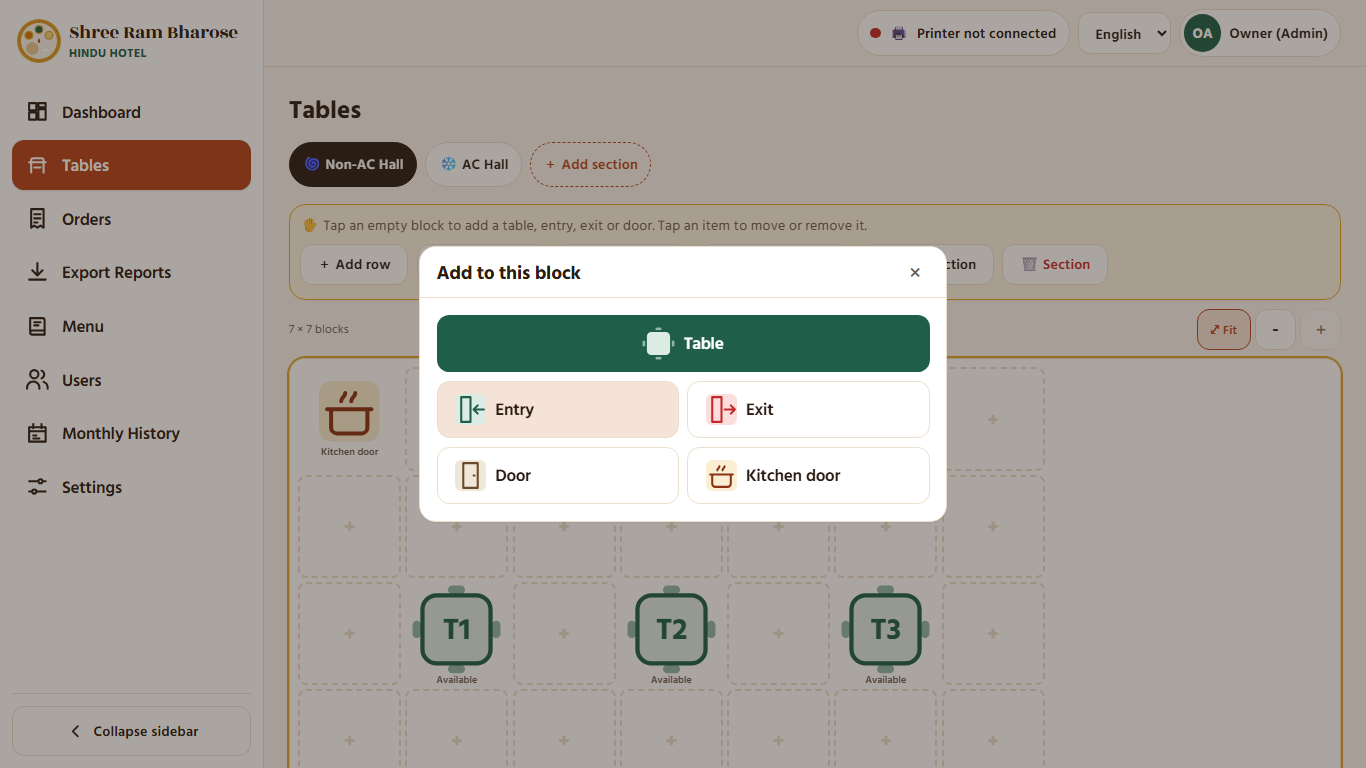 Shree Ram Bharose
HINDU HOTEL
Printer not connected
English
OA
Owner (Admin)
Dashboard
Tables
Orders
Export Reports
Menu
Users
Monthly History
Settings
Collapse sidebar
Tables
Non-AC Hall
AC Hall
+ Add section
Tap an empty block to add a table, entry, exit or door. Tap an item to move or remove it.
+ Add row
ction
Section
7 × 7 blocks
Fit
-
+
Add to this block
×
Table
Entry
Exit
Door
Kitchen door
Kitchen door
T1
Available
T2
Available
T3
Available